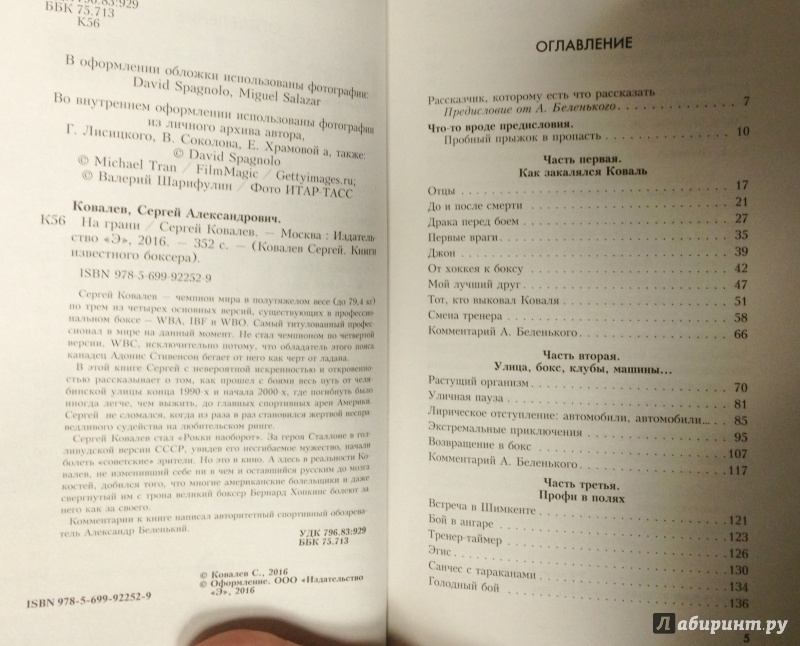 УДК 796.83:929
ББК 75.713
К56
В оформлении обложки использованы фотографии:
David Spagnolo, Miguel Salazar
Во внутреннем оформлении использованы фотографии
из личного архива автора,
Г. Лисицкого, В. Соколова, Е. Храмовой а, также:
© David Spagnolo
© Michael Tran / FilmMagic / Gettyimages.ru;
© Валерий Шарифулин / Фото ИТАР-ТАСС
Ковалев, Сергей Александрович.
К56 На грани / Сергей Ковалев. — Москва : Издатель-
ство «Э», 2016. — 352 с. — (Ковалев Сергей. Книги
известного боксера).
ISBN 978-5-699-92252-9
Сергей Ковалев — чемпион мира в полутяжелом весе (до 79,4 кг)
по трем из четырех основных версий, существующих в професси-
нальном боксе — WBA, IBF и WBO. Самый титулованный профес-
сионал в мире на данный момент. Не стал чемпионом по четвертой
версии, WBC, исключительно потому, что обладатель этого пояса
канадец Адонис Стивенсон бегает от него как черт от ладана.
В этой книге Сергей с невероятной искренностью и откровен-
ностью рассказывает о том, как прошел с боями весь путь от челя-
бинской улицы конца 1990-х и начала 2000-х, где погибнуть было
иногда легче, чем выжить, до главных спортивных арен Америки.
Сергей не сломался, когда из раза в раз становился жертвой неспра-
ведливого судейства на любительском ринге.
Сергей Ковалев стал «Рокки наоборот». За героя Сталлоне в гол-
ливудской версии СССР, увидев его несгибаемое мужество, начали
болеть «советские» зрители. Но это в кино. А здесь в реальности Ко-
валев, не изменивший себе ни в чем и оставшийся русским до мозга
костей, добился того, что многие американские болельщики и даже
свергнутый им с трона великий боксер Бернард Хопкинс болеют за
него как за своего.
Комментарии к книге написал авторитетный спортивный обозрева-
тель Александр Беленький.
УДК 796.83:929
ББК 75.713
© Ковалев С., 2016
© Оформление. ООО «Издательство
«Э», 2016
ISBN 978-5-699-92252-9
ОГЛАВЛЕНИЕ
Рассказчик, которому есть что рассказать
Предисловие от А. Беленького 7
Что-то вроде предисловия.
Пробный прыжок в пропасть 10
Часть первая.
Как закалялся Коваль
Отцы 17
До и после смерти 21
Драка перед боем 27
Первые враги 35
Джон 39
От хоккея к боксу 42
Мой лучший друг 47
Тот, кто выковал Коваля 51
Смена тренера 58
Комментарий А. Беленького 66
Часть вторая.
Улица, бокс, клубы, машины...
Растущий организм 70
Уличная пауза 81
Лирическое отступление: автомобили, автомобили... 85
Экстремальные приключения 95
Возвращение в бокс 107
Комментарий А. Беленького 117
Часть третья.
Профи в полях
Встреча в Шимкенте 121
Бой в ангаре 123
Тренер-таймер 126
Эгис 130
Санчес с тараканами 134
Голодный бой 136
5
Лабиринт.ру